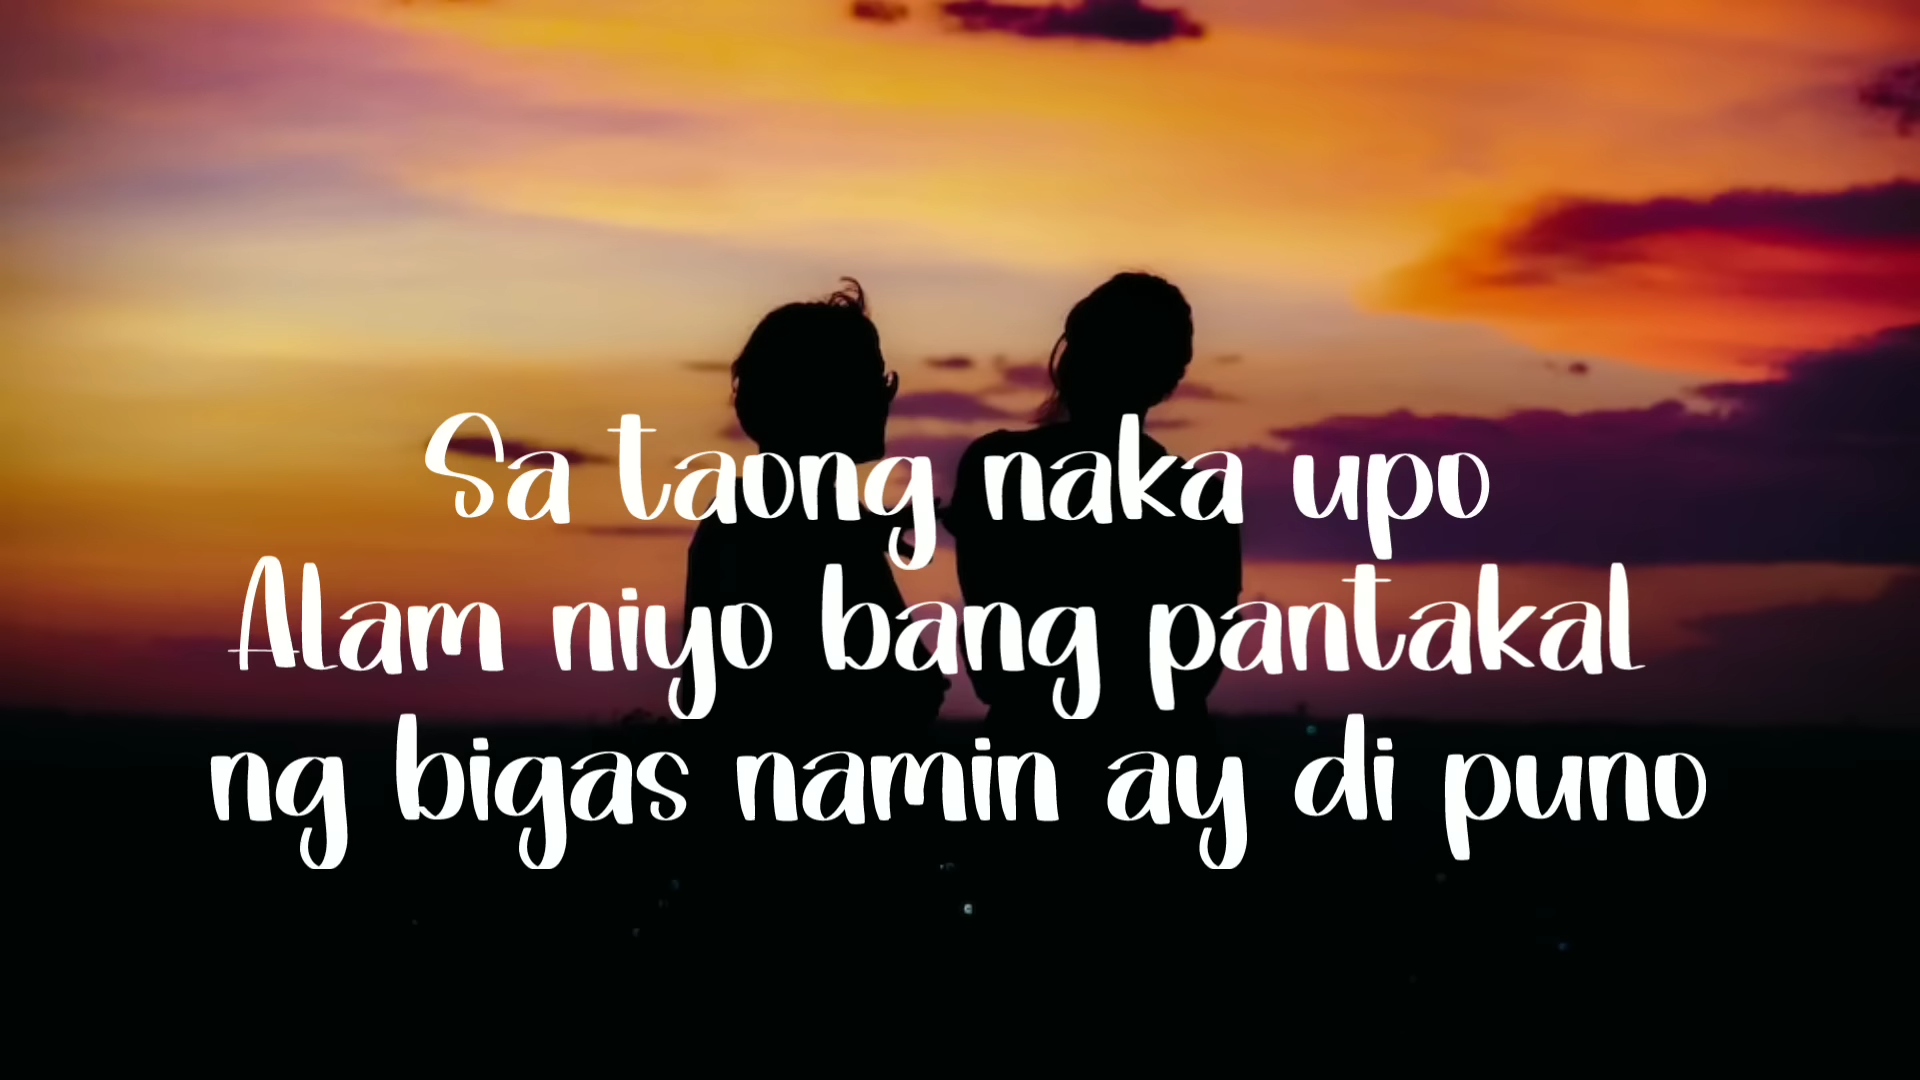 Sa taong naka upo
Alam niyo bang pantakal
ng bigas namin ay di puno